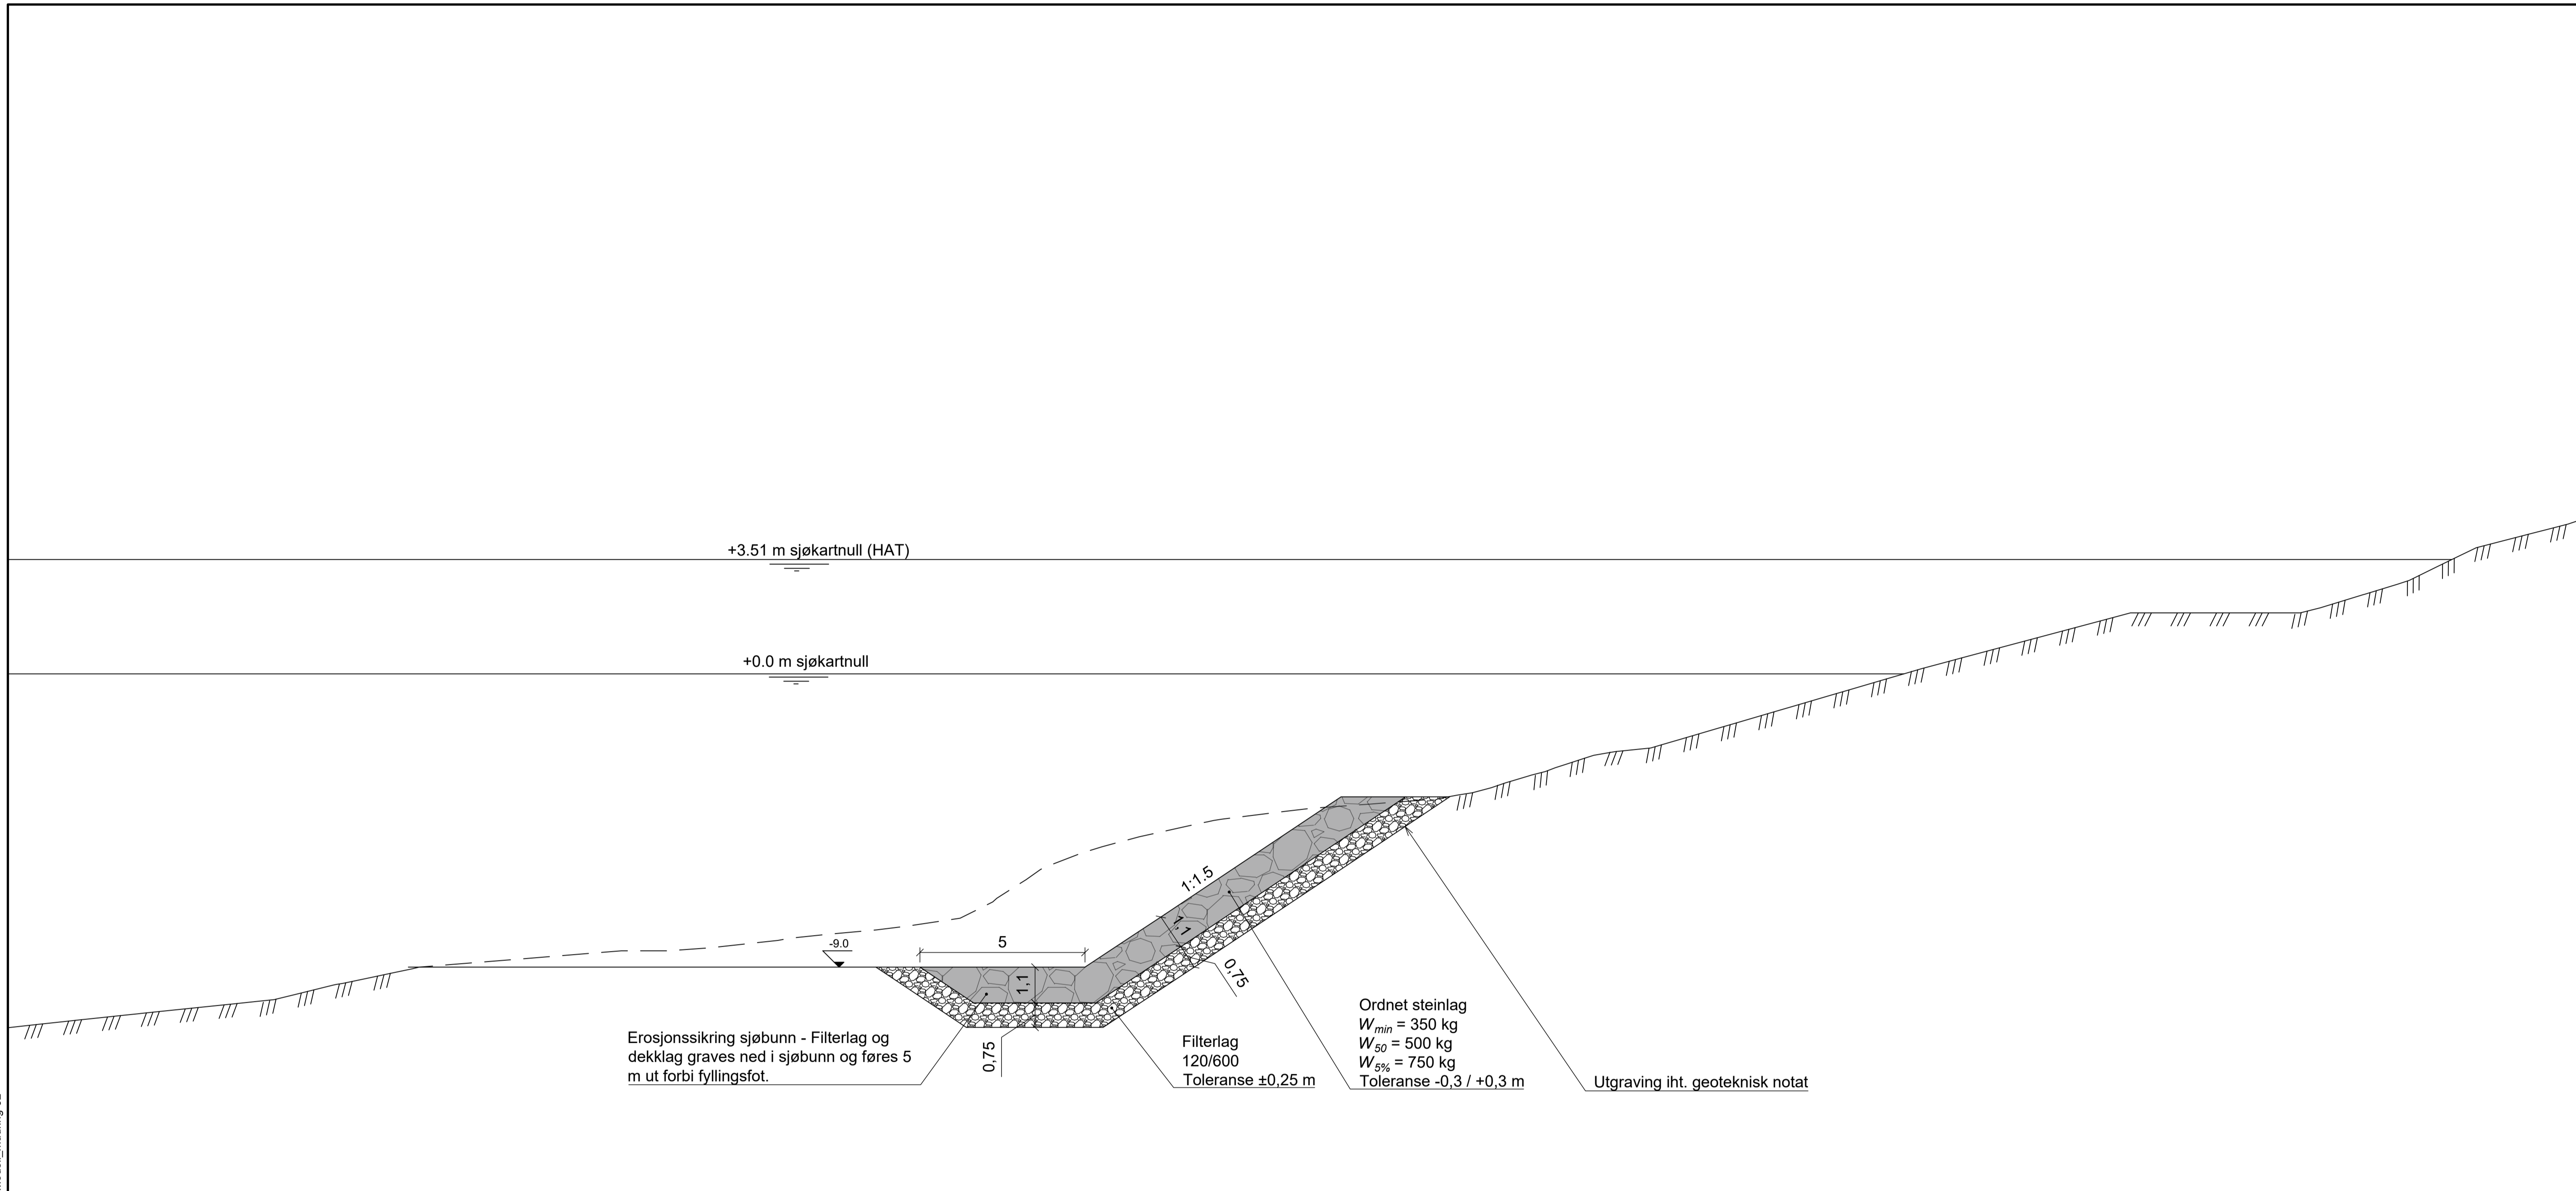 +3.51 m sjøkartnull (HAT)
+0.0 m sjøkartnull
1:1.5
1,1
0,75
-9.0
5
1,1
0,75
Erosjonssikring sjøbunn - Filterlag og
dekklag graves ned i sjøbunn og føres 5
m ut forbi fyllingsfot.
Filterlag
120/600
Toleranse ±0,25 m
Ordnet steinlag
Wmin = 350 kg
W50 = 500 kg
W5% = 750 kg
Toleranse -0,3 / +0,3 m
Utgraving iht. geoteknisk notat